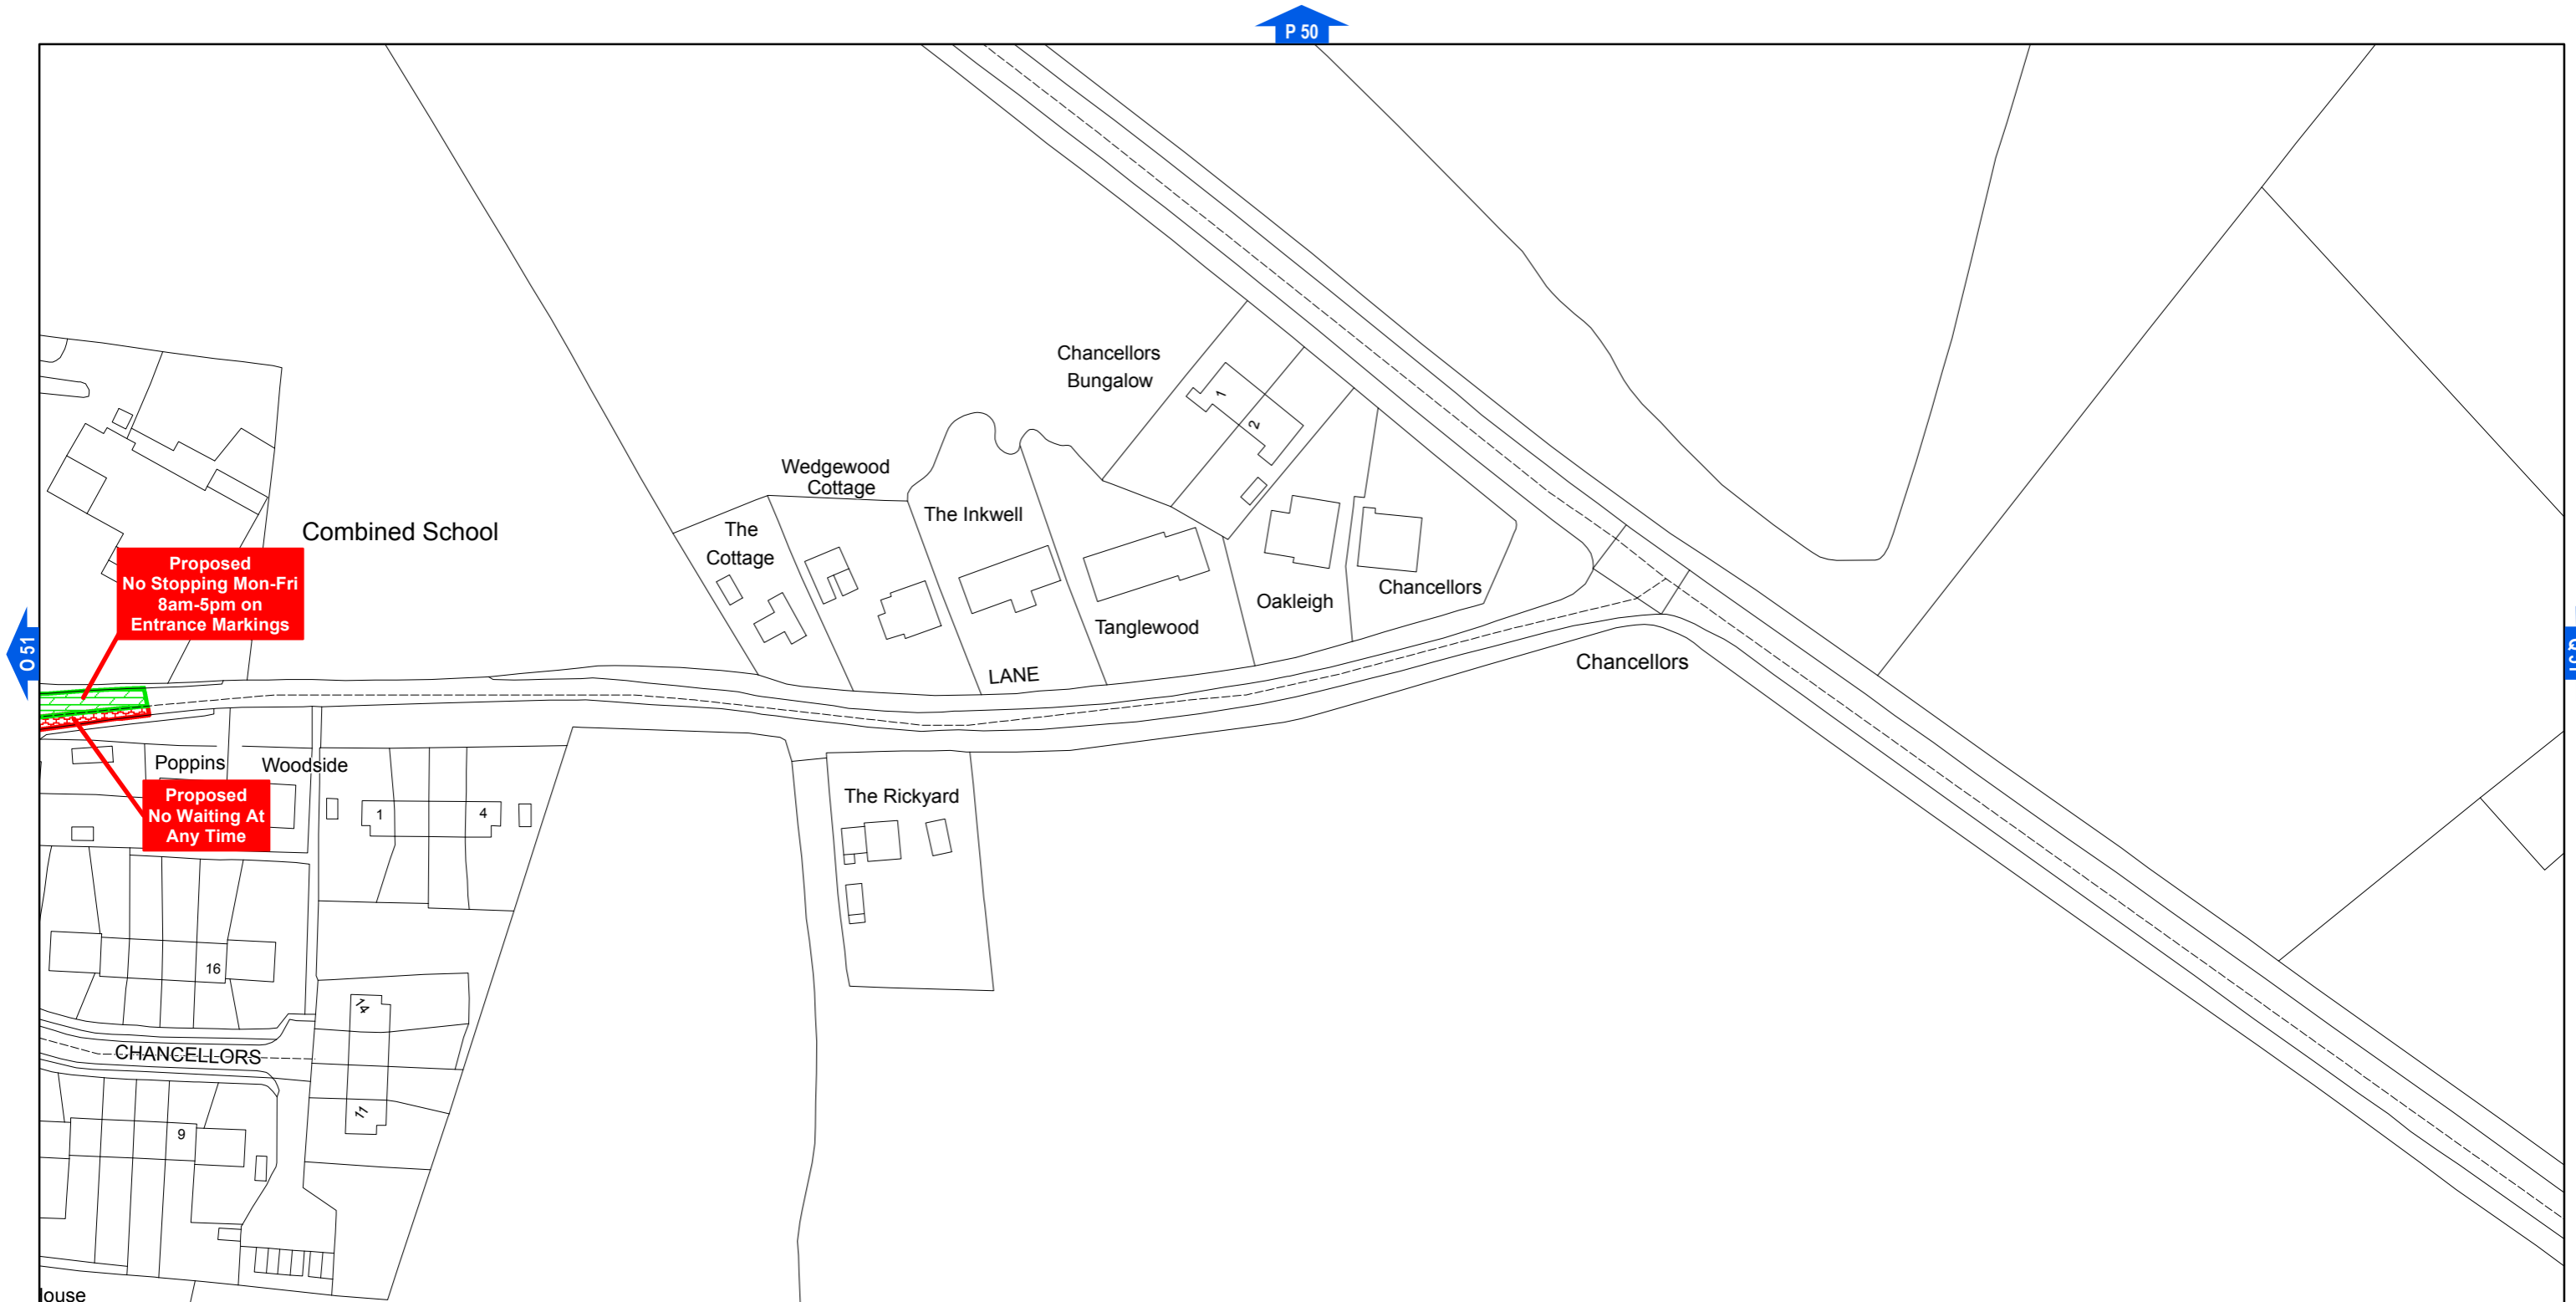 P 50
Chancellors
Bungalow
1
2
Wedgewood
Cottage
The Inkwell
The
Cottage
Combined School
Proposed
No Stopping Mon-Fri
8am-5pm on
Entrance Markings
Oakleigh
Chancellors
Tanglewood
O 51
LANE
Chancellors
Poppins
Woodside
Proposed
No Waiting At
Any Time
1
4
The Rickyard
16
14
CHANCELLORS
11
9